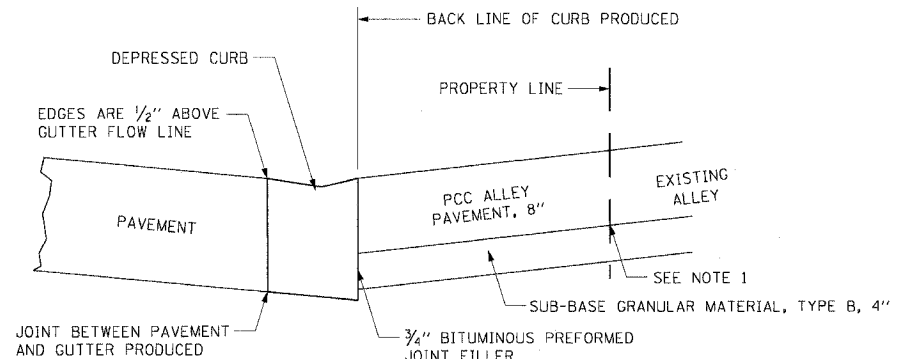 BACK LINE OF CURB PRODUCED
DEPRESSED CURB
PROPERTY LINE
EDGES ARE 1/2" ABOVE
GUTTER FLOW LINE
PAVEMENT
PCC ALLEY
PAVEMENT, 8"
EXISTING
ALLEY
SEE NOTE 1
SUB-BASE GRANULAR MATERIAL, TYPE B, 4"
JOINT BETWEEN PAVEMENT
AND GUTTER PRODUCED
3/4" BITUMINOUS PREFORMED
JOINT FILLER